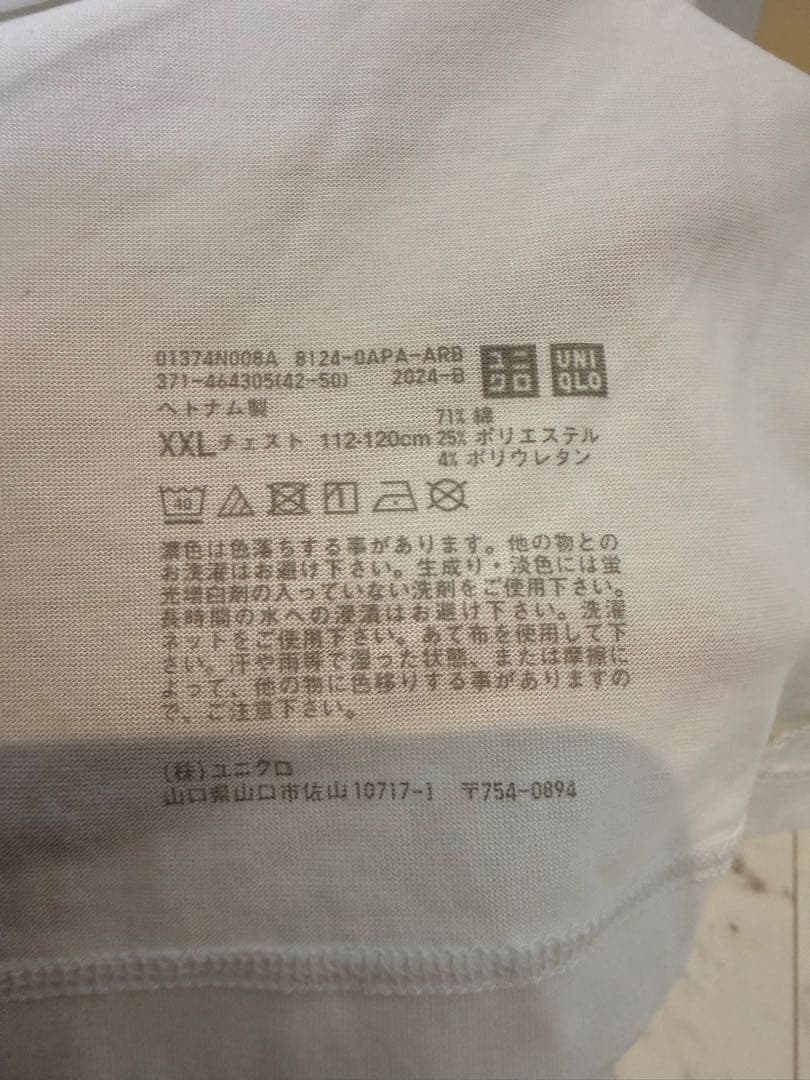 01374N008A 8124-0APA-ARB
371-464305(42-50) 2024-B
ユニクロ
UNIQLO
ベトナム製
XXL チェスト 112-120cm
71% 綿
25% ポリエステル
4% ポリウレタン
40
濃色は色落ちする事があります。他の物との
お洗濯はお避け下さい。生成り・淡色には蛍
光増白剤の入っていない洗剤をご使用下さい。
長時間の水への浸漬はお避け下さい。洗濯
ネットをご使用下さい。あて布を使用して下
さい。汗や雨等で湿った状態、または摩擦に
よって、他の物に色移りする事がありますの
で、ご注意下さい。
(株)ユニクロ
山口県山口市佐山10717-1 〒754-0894